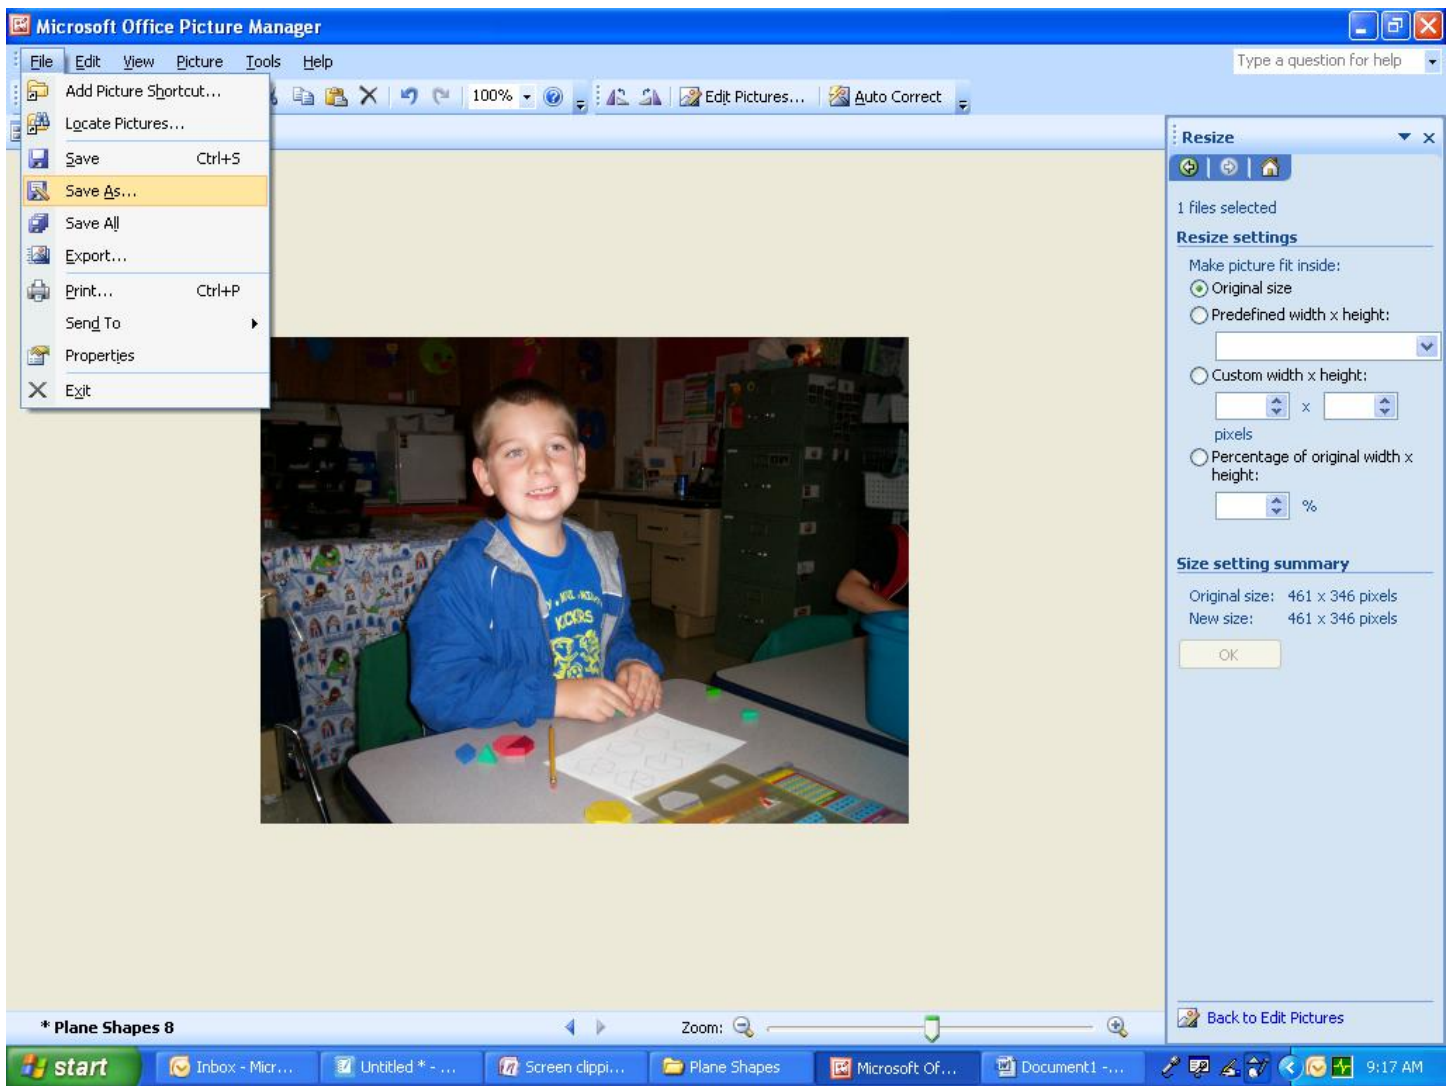 Microsoft Office Picture Manager
File Edit View Picture Tools Help
Type a question for help
Add Picture Shortcut...
100% Edit Pictures... Auto Correct
Locate Pictures...
Save Ctrl+S
Save As...
Save All
Export...
Print... Ctrl+P
Send To
Properties
Exit
Resize
1 files selected
Resize settings
Make picture fit inside:
Original size
Predefined width x height:
Custom width x height:
x
pixels
Percentage of original width x
height:
%
Size setting summary
Original size: 461 x 346 pixels
New size: 461 x 346 pixels
OK
KICKERS
Back to Edit Pictures
* Plane Shapes 8
Zoom:
start
Inbox - Micr...
Untitled * - ...
Screen clippi...
Plane Shapes
Microsoft Of...
Document1 -...
9:17 AM